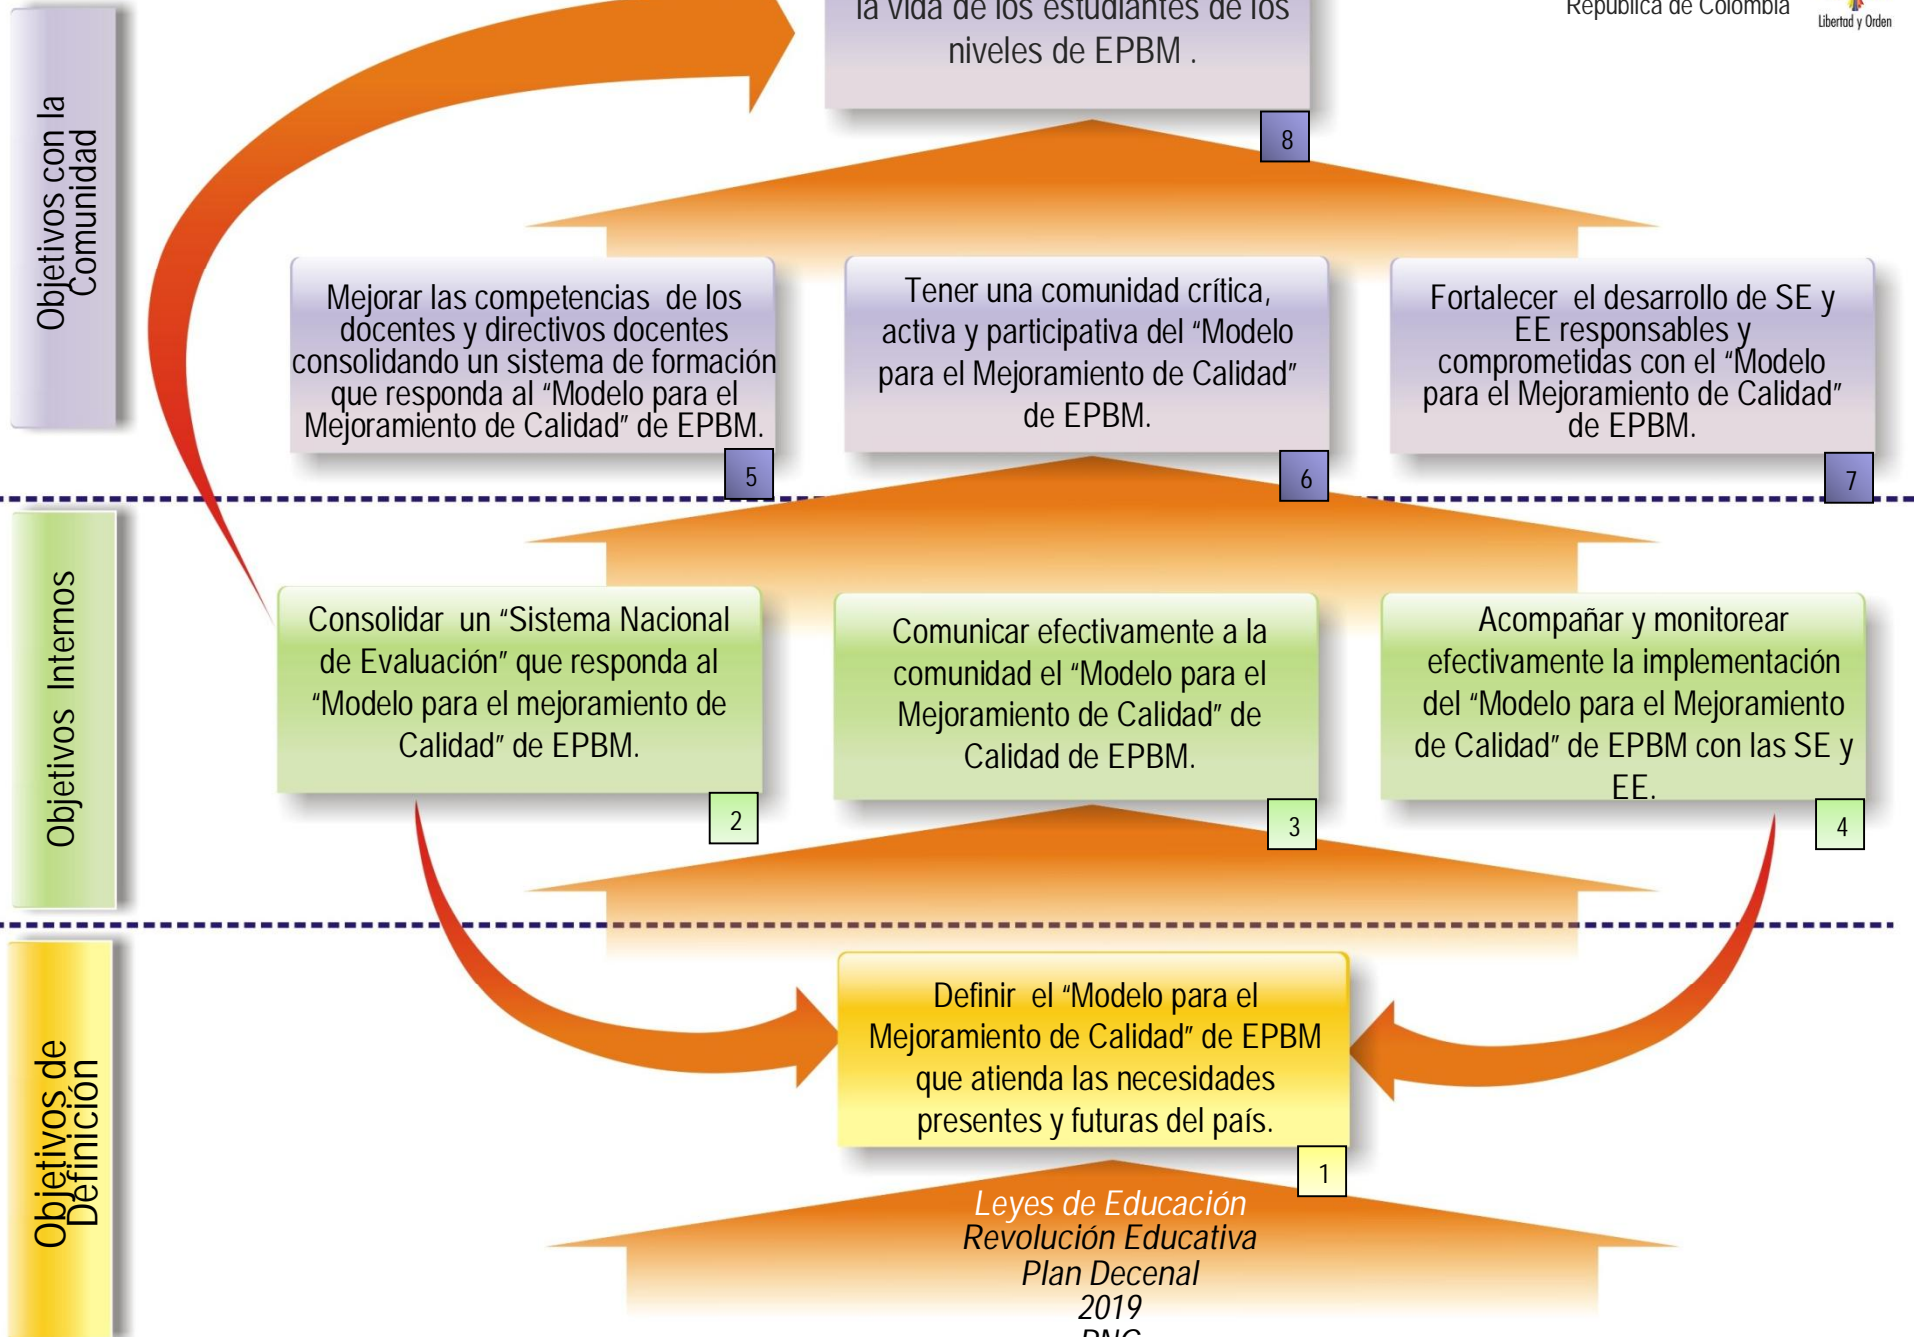 la vida de los estudiantes de los
niveles de EPBM .
8
República de Colombia
Libertad y Orden
Objetivos con la
Comunidad
Mejorar las competencias de los
docentes y directivos docentes
consolidando un sistema de formación
que responda al “Modelo para el
Mejoramiento de Calidad” de EPBM.
5
Tener una comunidad crítica,
activa y participativa del “Modelo
para el Mejoramiento de Calidad”
de EPBM.
6
Fortalecer el desarrollo de SE y
EE responsables y
comprometidas con el “Modelo
para el Mejoramiento de Calidad”
de EPBM.
7
Objetivos Internos
Consolidar un “Sistema Nacional
de Evaluación” que responda al
“Modelo para el mejoramiento de
Calidad” de EPBM.
2
Comunicar efectivamente a la
comunidad el “Modelo para el
Mejoramiento de Calidad” de
Calidad de EPBM.
3
Acompañar y monitorear
efectivamente la implementación
del “Modelo para el Mejoramiento
de Calidad” de EPBM con las SE y
EE.
4
Objetivos de
Definición
Definir el “Modelo para el
Mejoramiento de Calidad” de EPBM
que atienda las necesidades
presentes y futuras del país.
1
Leyes de Educación
Revolución Educativa
Plan Decenal
2019